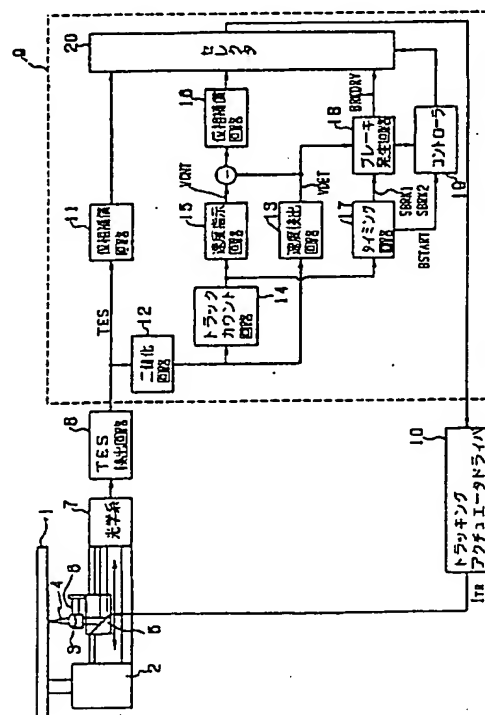 9
20
セレクタ
16
位相補償
回路
BRKDRV
18
ブレーキ
発生回路
コントローラ
19
11
位相補償
回路
VCNT
−
15
速度指示
回路
VDET
13
速度検出
回路
SBRK1
SBRK2
17
タイミング
回路
BSTART
TES
12
二値化
回路
トラック
カウント
回路
14
8
TES
検出回路
7
光学系
1
4
6
3
2
10
トラッキング
アクチュエータドライバ
ITR